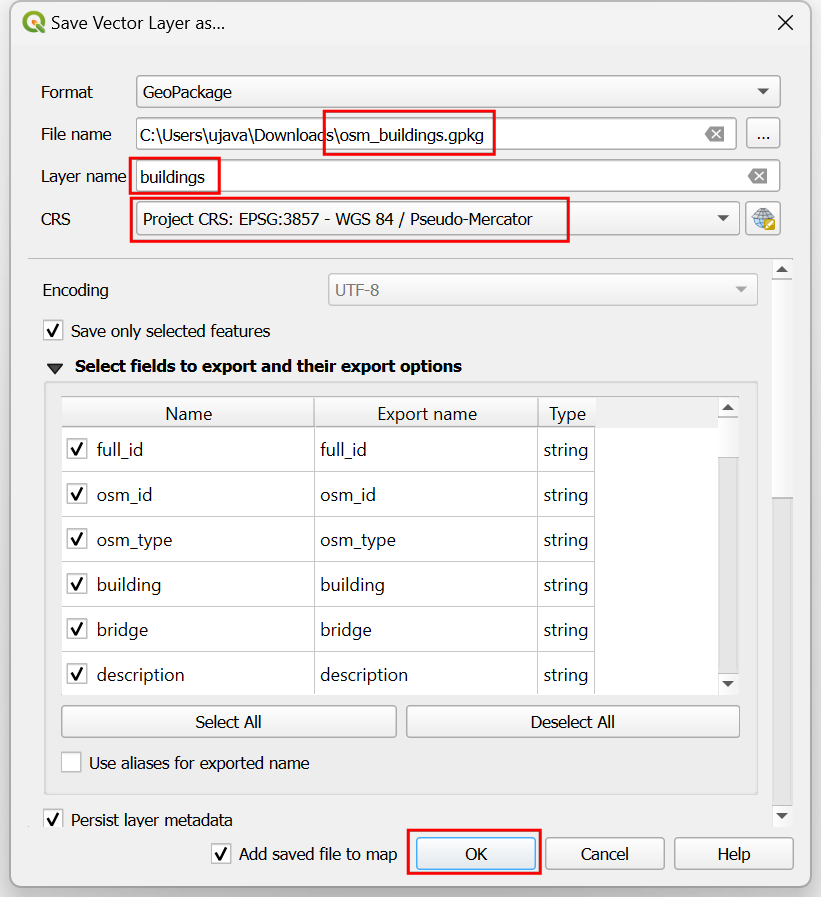 Save Vector Layer as...
Format GeoPackage
File name C:\Users\ujava\Downloads\osm_buildings.gpkg ...
Layer name buildings
CRS Project CRS: EPSG:3857 - WGS 84 / Pseudo-Mercator
Encoding UTF-8
Save only selected features
Select fields to export and their export options
Name Export name Type
full_id full_id string
osm_id osm_id string
osm_type osm_type string
building building string
bridge bridge string
description description string
Select All Deselect All
Use aliases for exported name
Persist layer metadata
Add saved file to map OK Cancel Help